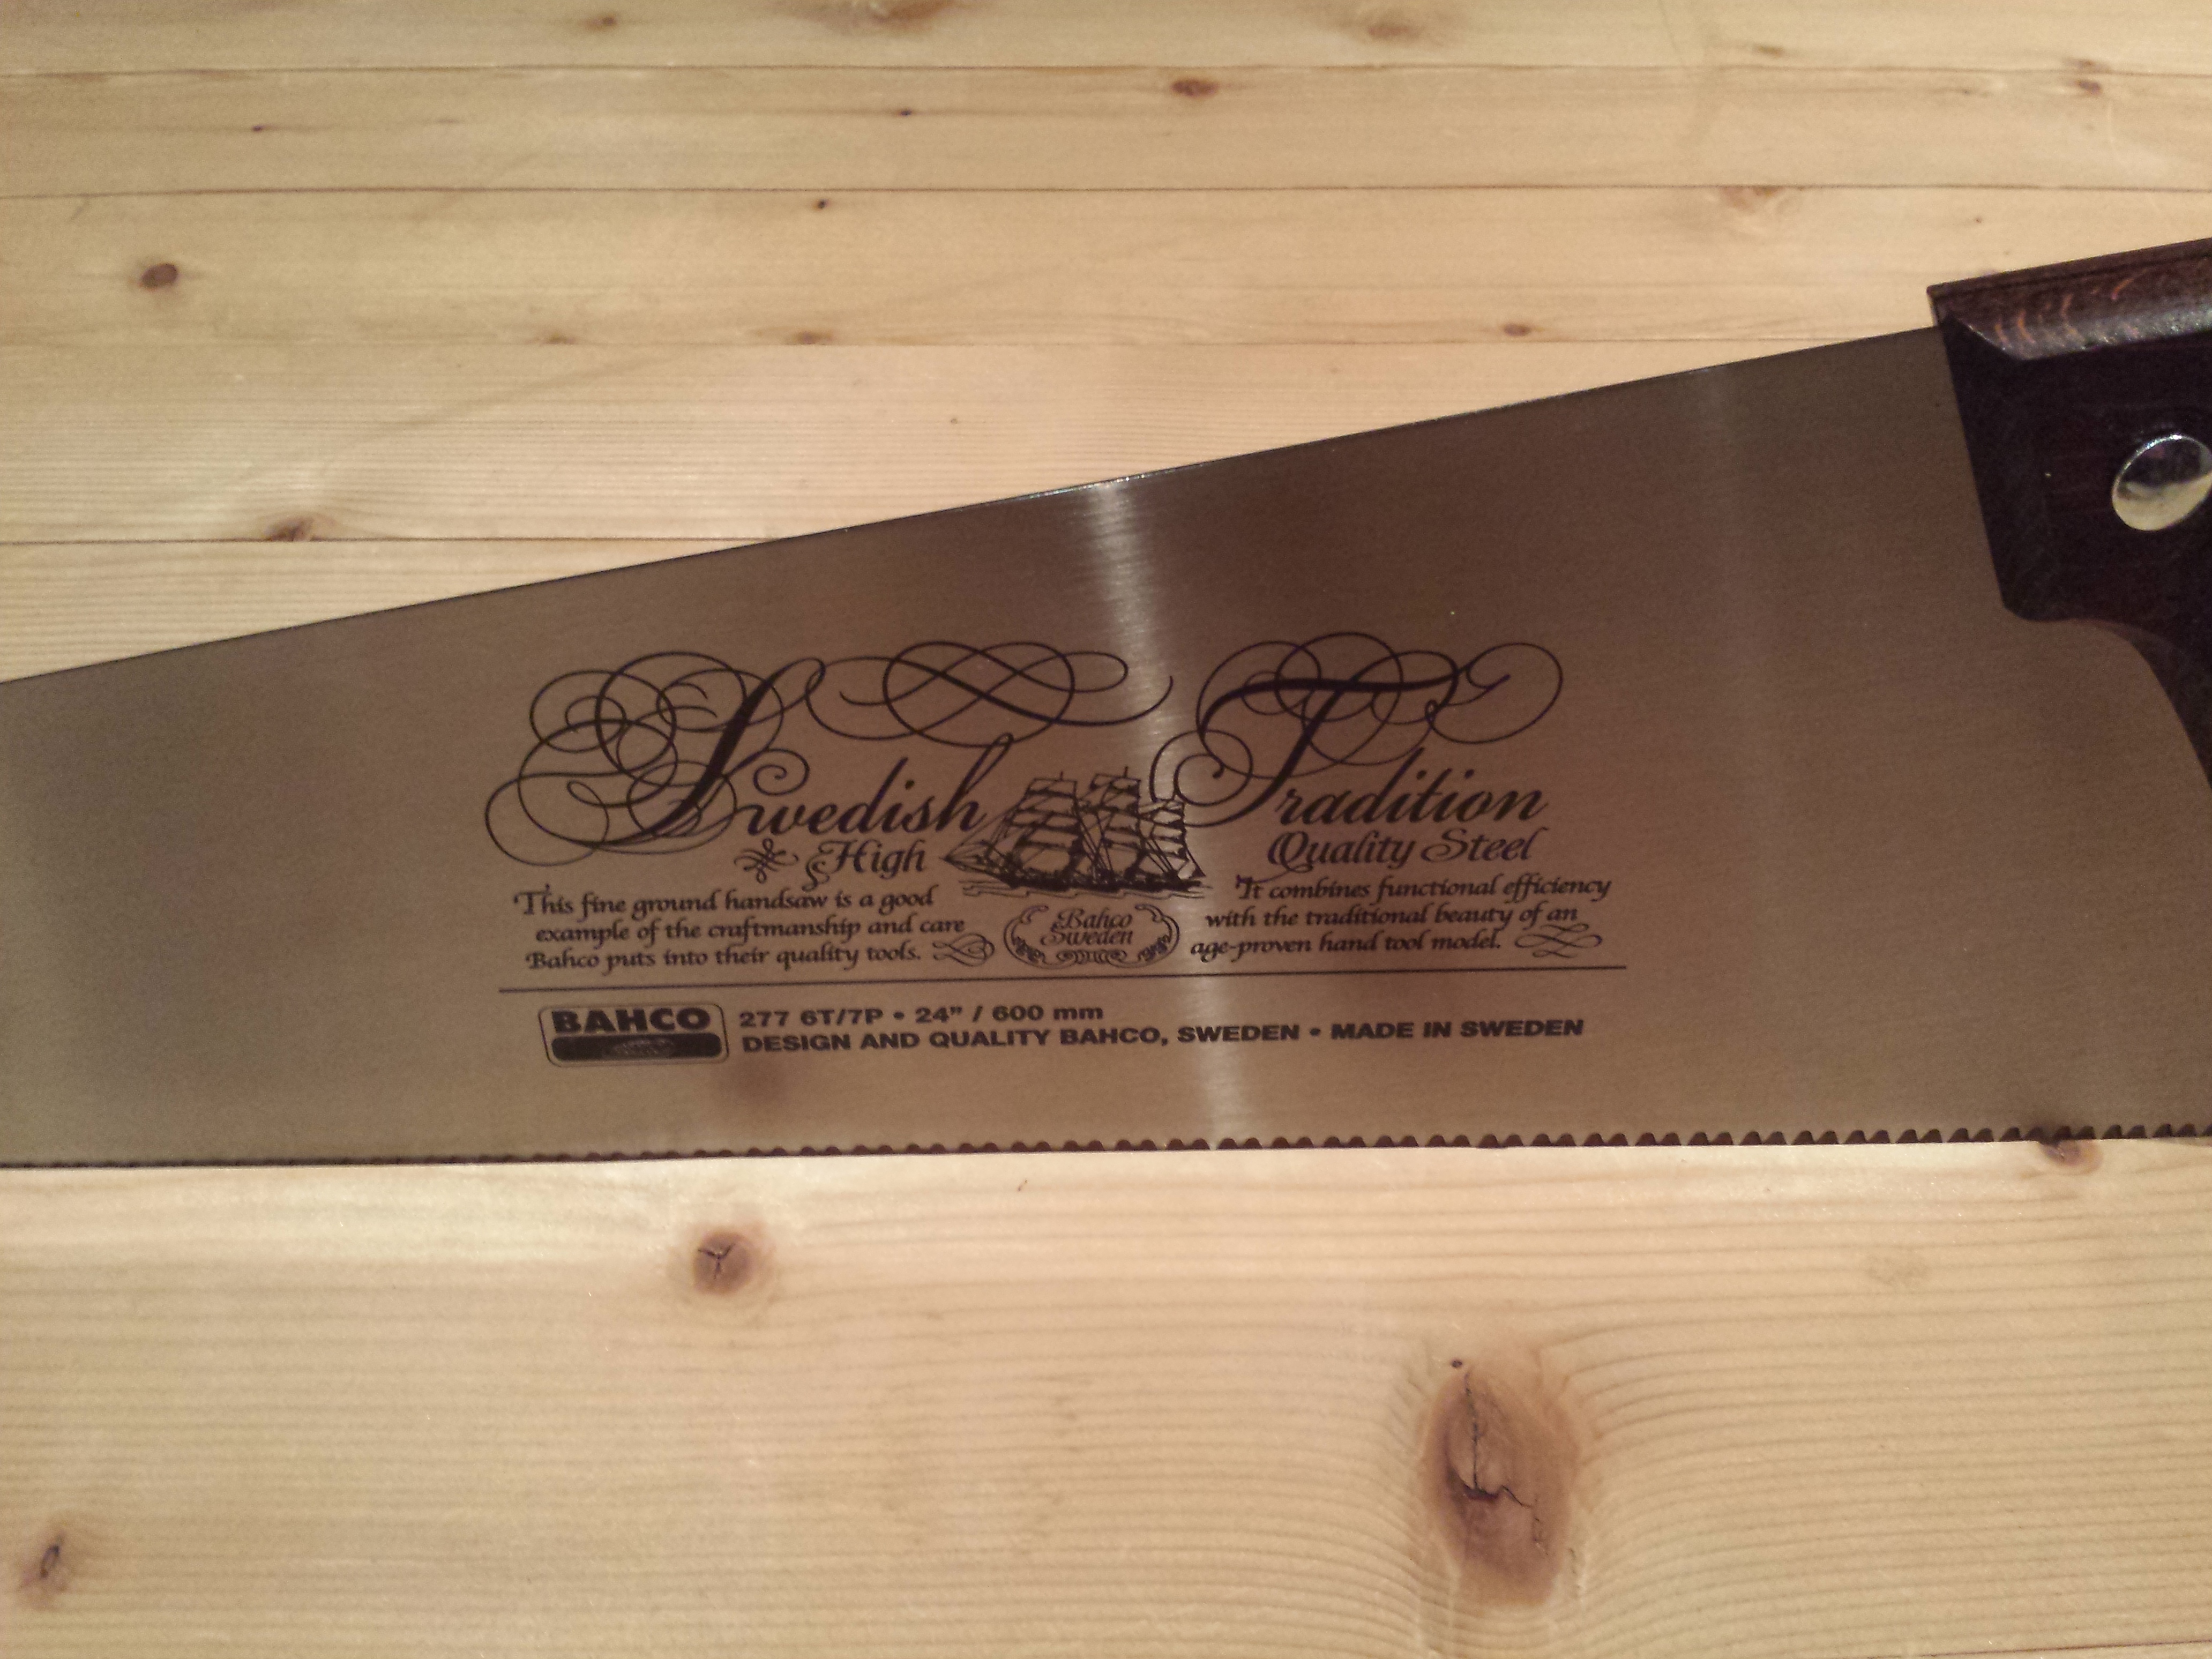 Swedish Tradition
High Quality Steel
This fine ground handsaw is a good
example of the craftmanship and care
Bahco puts into their quality tools.
Bahco
Sweden
It combines functional efficiency
with the traditional beauty of an
age-proven hand tool model.
BAHCO
277 6T/7P • 24" / 600 mm
DESIGN AND QUALITY BAHCO, SWEDEN • MADE IN SWEDEN